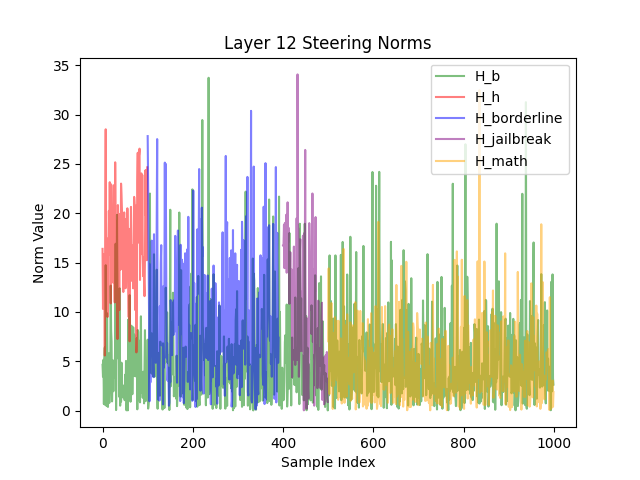 Layer 12 Steering Norms
35
30
25
20
15
10
5
0
Norm Value
H_b
H_h
H_borderline
H_jailbreak
H_math
0 200 400 600 800 1000
Sample Index